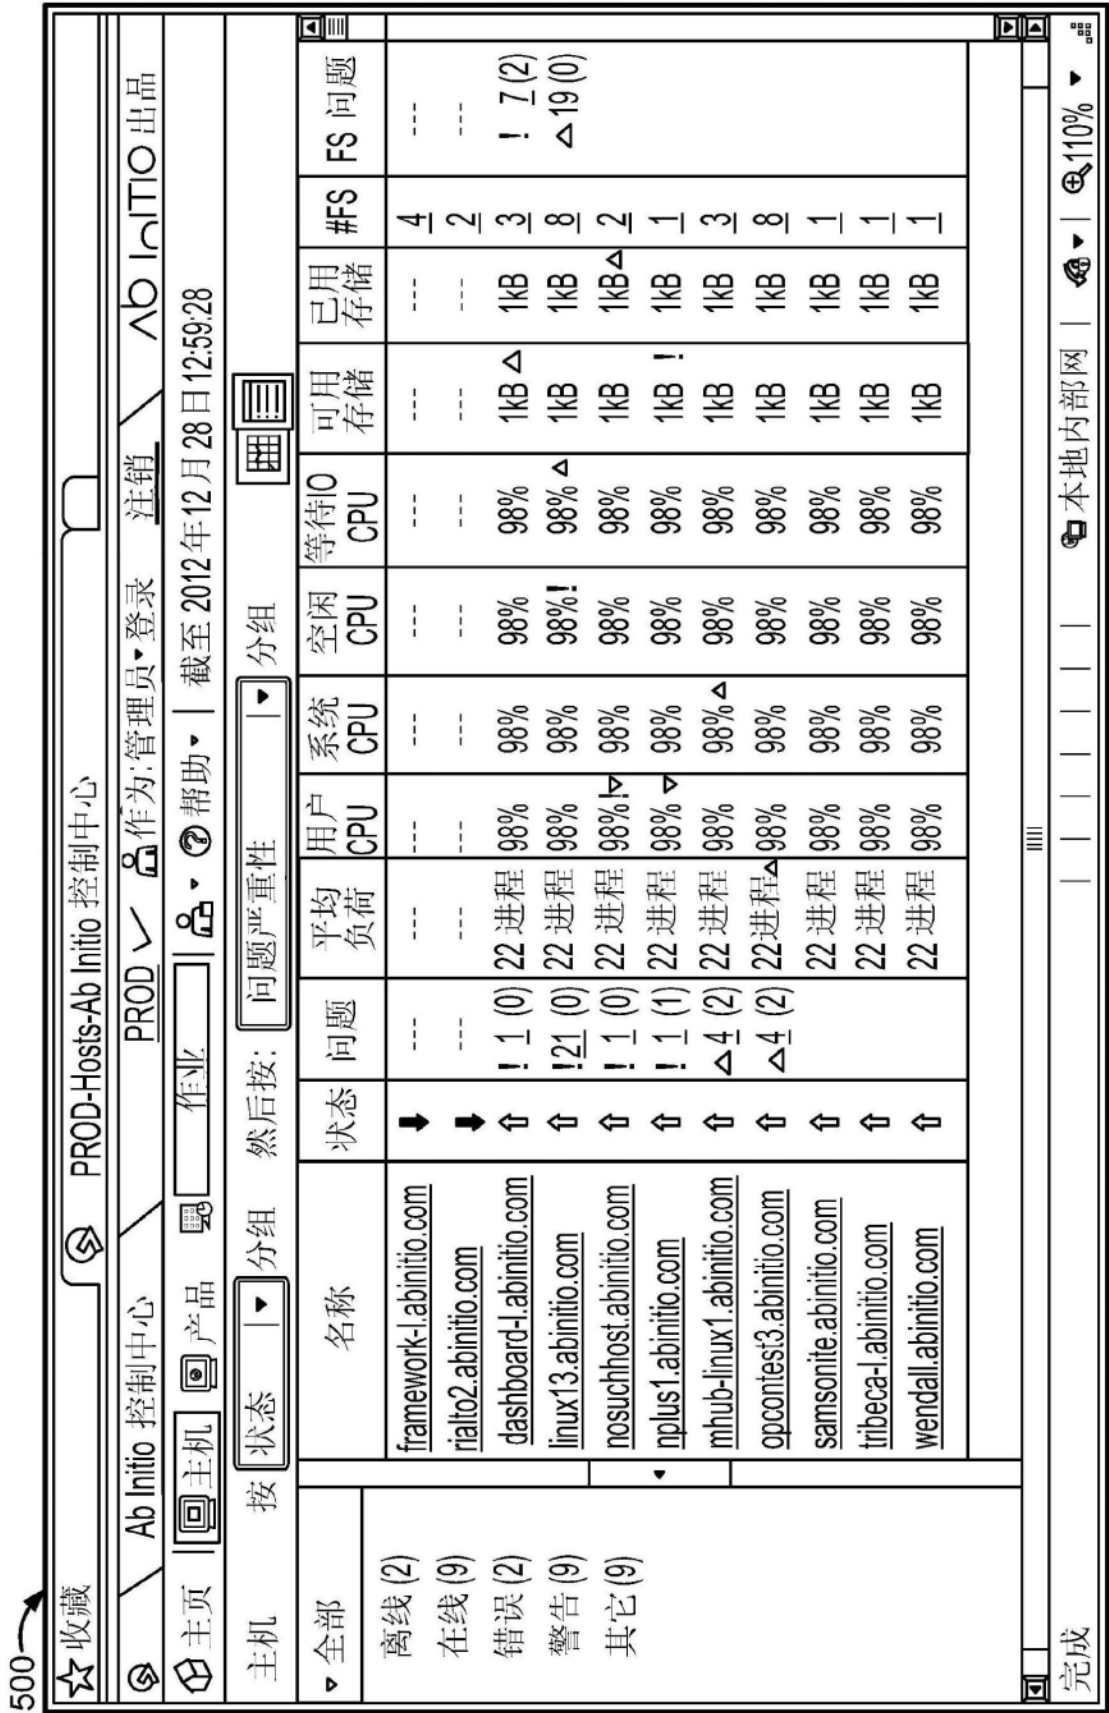 500
收藏
PROD-Hosts-Ab Initio 控制中心
Ab Initio 控制中心
PROD 作为:管理员 登录 注销
Ab InITIO 出品
主页 主机 产品 作业 帮助 截至 2012 年 12 月 28 日 12:59:28
主机 按 状态 分组 然后按: 问题严重性 分组
全部
离线 (2)
在线 (9)
错误 (2)
警告 (9)
其它 (9)
名称 状态 问题 平均负荷 用户 CPU 系统 CPU 空闲 CPU 等待IO CPU 可用存储 已用存储 #FS FS 问题
framework-l.abinitio.com ---- ---- ---- ---- ---- ---- ---- ---- 4 ----
rialto2.abinitio.com ---- ---- ---- ---- ---- ---- ---- ---- 2 ----
dashboard-l.abinitio.com ! 1 (0) 22 进程 98% 98% 98% 98% 1kB 1kB 3 ! 7 (2)
linux13.abinitio.com !21 (0) 22 进程 98% 98% 98%! 98% 1kB 1kB 8 19 (0)
nosuchhost.abinitio.com ! 1 (0) 22 进程 98%! 98% 98% 98% 1kB 1kB 2
nplus1.abinitio.com ! 1 (1) 22 进程 98% 98% 98% 98% 1kB ! 1kB 1
mhub-linux1.abinitio.com 4 (2) 22 进程 98% 98% 98% 98% 1kB 1kB 3
opcontest3.abinitio.com 4 (2) 22进程 98% 98% 98% 98% 1kB 1kB 8
samsonite.abinitio.com 22 进程 98% 98% 98% 98% 1kB 1kB 1
tribeca-l.abinitio.com 22 进程 98% 98% 98% 98% 1kB 1kB 1
wendall.abinitio.com 22 进程 98% 98% 98% 98% 1kB 1kB 1
完成 本地内部网 110%